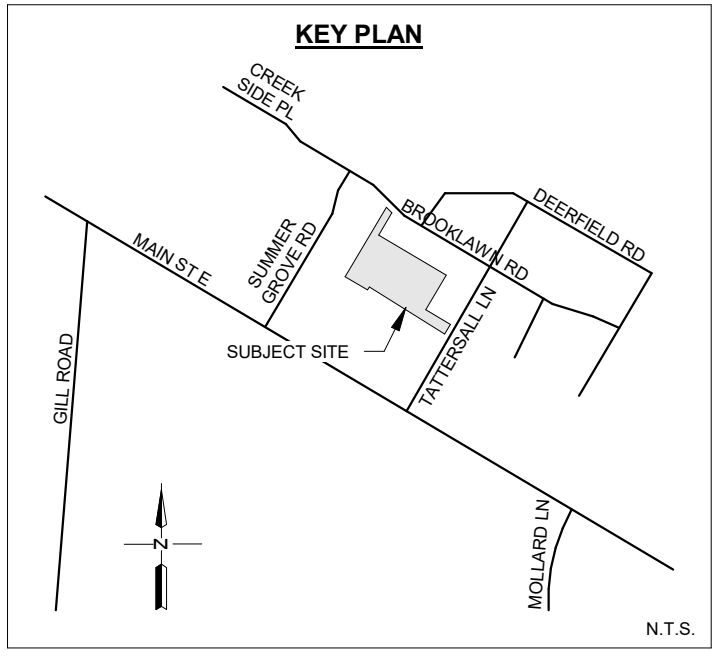 KEY PLAN
CREEK
SIDE PL
DEERFIELD RD
BROOKLAWN RD
SUMMER
GROVE RD
MAIN ST E
TATTERSALL LN
SUBJECT SITE
GILL ROAD
MOLLARD LN
N
N.T.S.